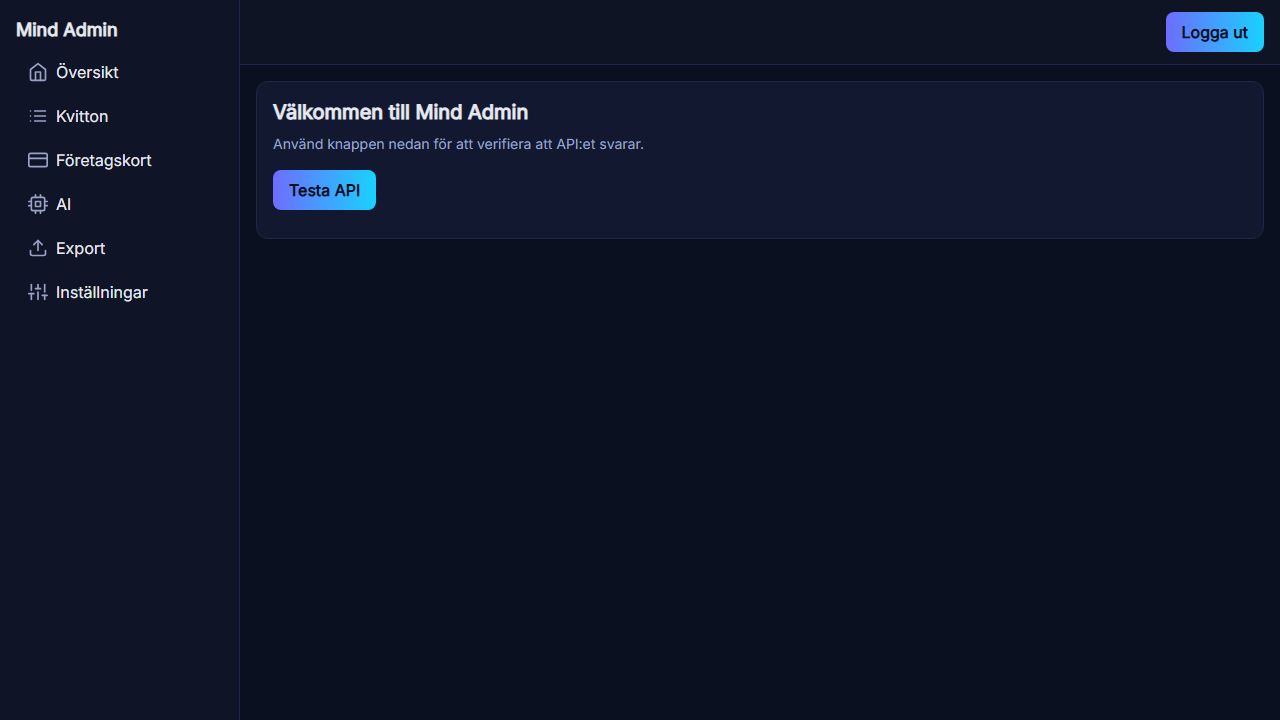 Mind Admin
Översikt
Kvitton
Företagskort
AI
Export
Inställningar
Logga ut
Välkommen till Mind Admin
Använd knappen nedan för att verifiera att API:et svarar.
Testa API